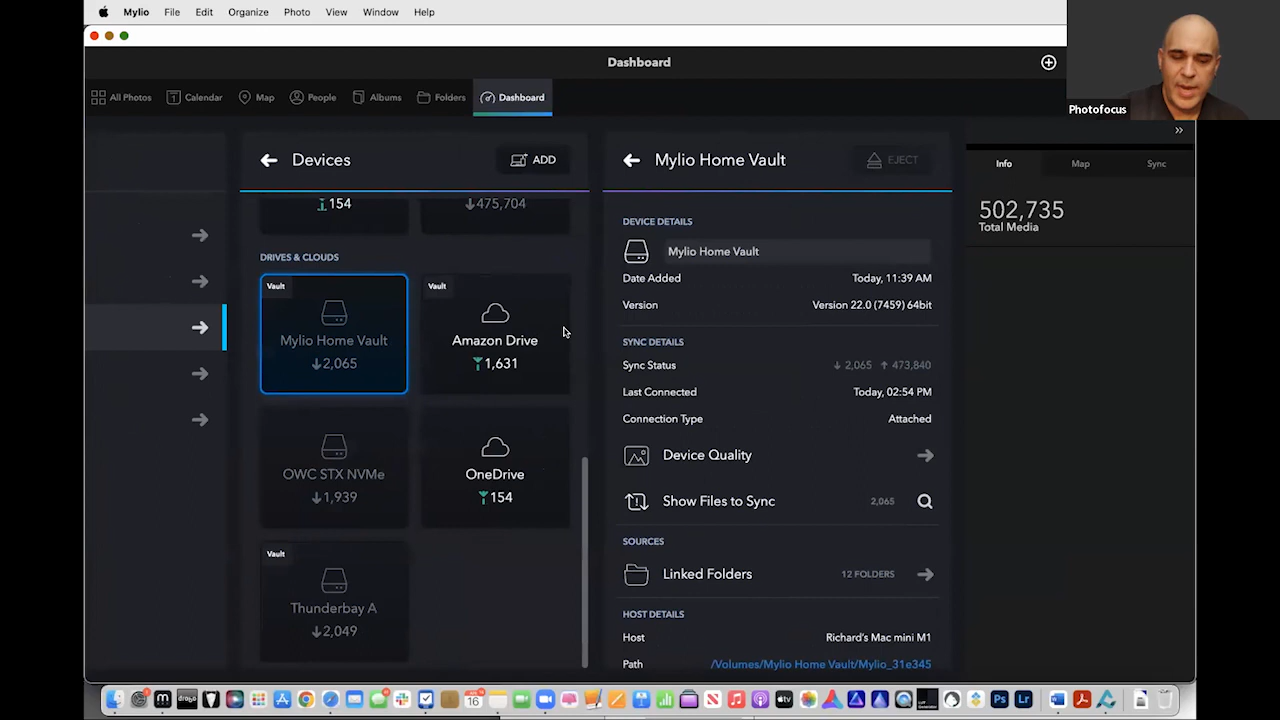 Mylio File Edit Organize Photo View Window Help
Dashboard
Photofocus
All Photos Calendar Map People Albums Folders Dashboard
Devices ADD
154 475,704
DRIVES & CLOUDS
Vault
Mylio Home Vault
2,065
Vault
Amazon Drive
1,631
OWC STX NVMe
1,939
OneDrive
154
Vault
Thunderbay A
2,049
Mylio Home Vault EJECT
DEVICE DETAILS
Mylio Home Vault
Date Added Today, 11:39 AM
Version Version 22.0 (7459) 64bit
SYNC DETAILS
Sync Status ↓ 2,065 ↑ 473,840
Last Connected Today, 02:54 PM
Connection Type Attached
Device Quality
Show Files to Sync 2,065
SOURCES
Linked Folders 12 FOLDERS
HOST DETAILS
Host Richard's Mac mini M1
Path /Volumes/Mylio Home Vault/Mylio_31e345
Info Map Sync
502,735
Total Media
16
Ps
Lr